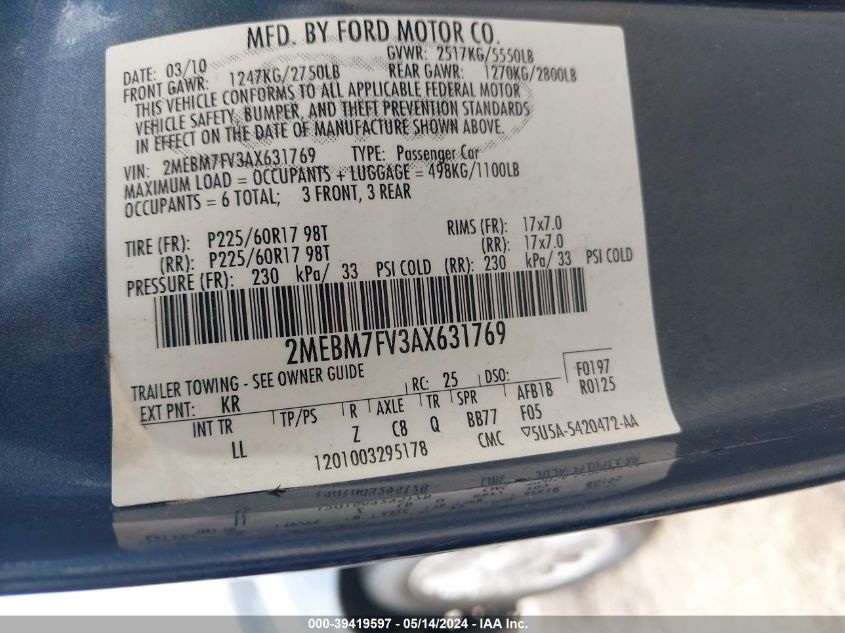 MFD. BY FORD MOTOR CO.
DATE: 03/10 GVWR: 2517KG/5550LB
FRONT GAWR: 1247KG/2750LB REAR GAWR: 1270KG/2800LB
THIS VEHICLE CONFORMS TO ALL APPLICABLE FEDERAL MOTOR
VEHICLE SAFETY, BUMPER, AND THEFT PREVENTION STANDARDS
IN EFFECT ON THE DATE OF MANUFACTURE SHOWN ABOVE.
VIN: 2MEBM7FV3AX631769 TYPE: Passenger Car
MAXIMUM LOAD = OCCUPANTS + LUGGAGE = 498KG/1100LB
OCCUPANTS = 6 TOTAL; 3 FRONT, 3 REAR
TIRE (FR): P225/60R17 98T RIMS (FR): 17x7.0
(RR): P225/60R17 98T (RR): 17x7.0
PRESSURE (FR): 230 kPa/ 33 PSI COLD (RR): 230 kPa/ 33 PSI COLD
2MEBM7FV3AX631769
TRAILER TOWING - SEE OWNER GUIDE
EXT PNT: KR RC: 25 DSO: F0197
R0125
INT TR TP/PS R AXLE TR SPR AFB1B
LL Z C8 Q BB77 F05
1201003295178 CMC ▽5U5A-5420472-AA
000-39419597 - 05/14/2024 - IAA Inc.